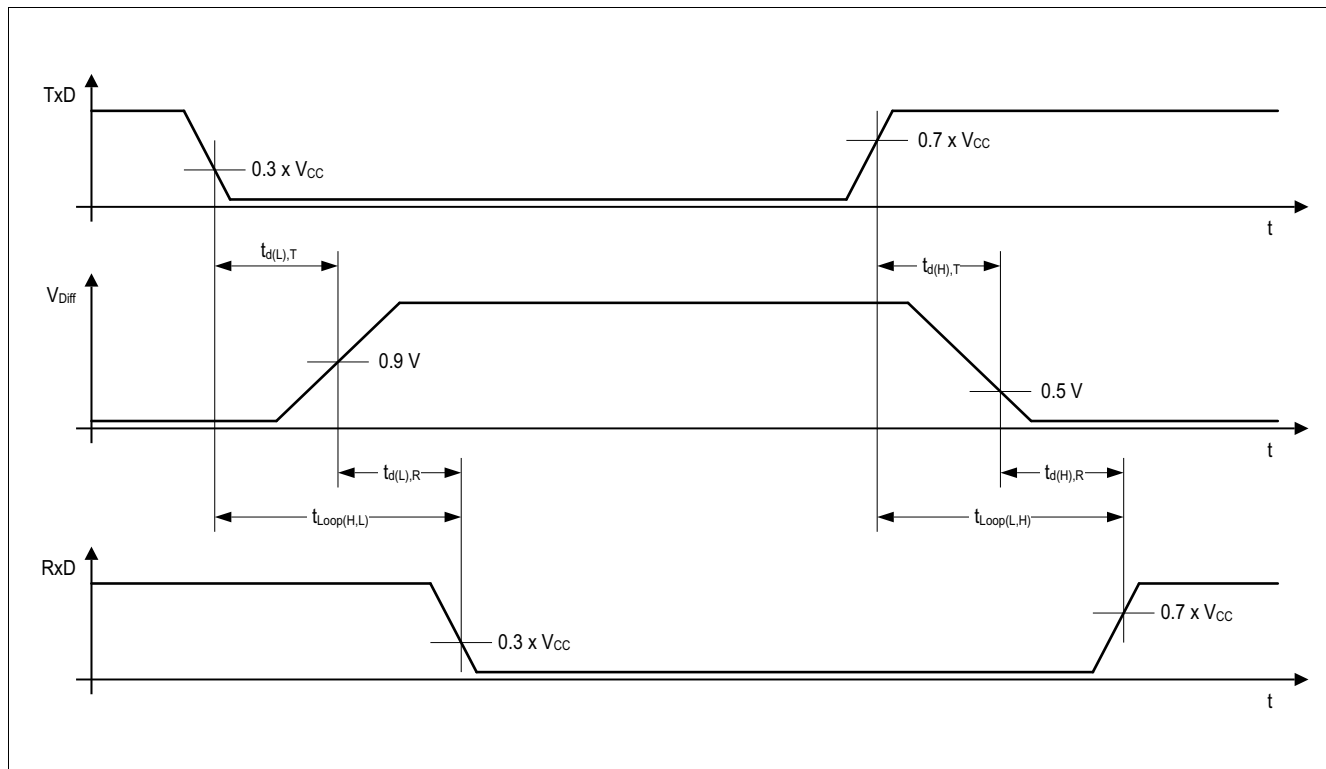 TxD
0.7 x VCC
0.3 x VCC
t
td(L),T
td(H),T
VDiff
0.9 V
0.5 V
t
td(L),R
td(H),R
tLoop(H,L)
tLoop(L,H)
RxD
0.7 x VCC
0.3 x VCC
t